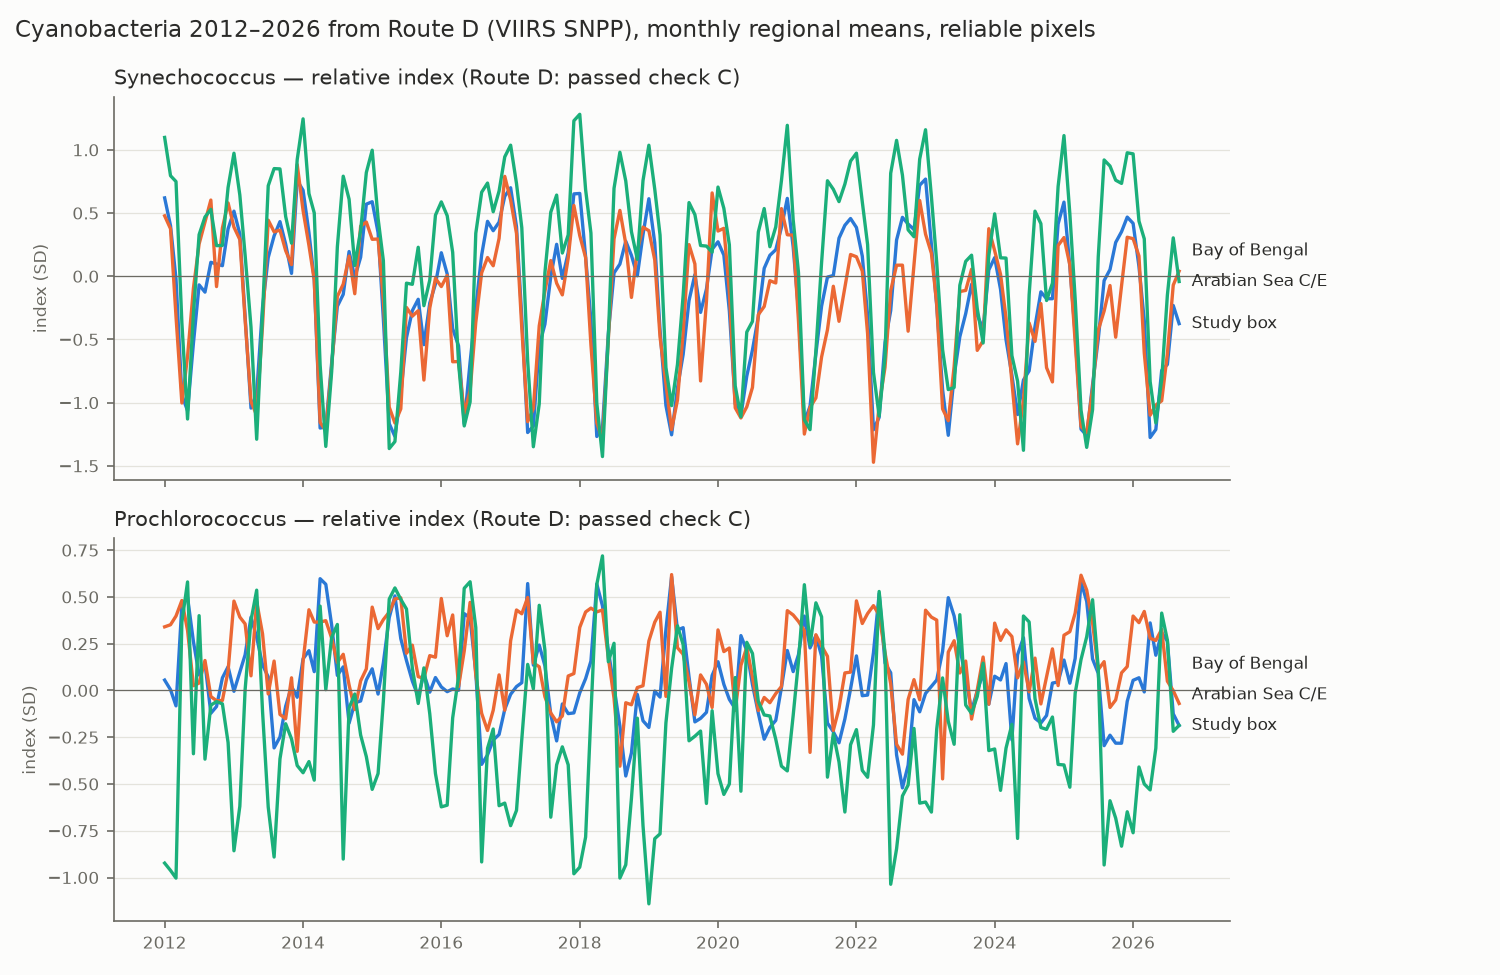 Cyanobacteria 2012–2026 from Route D (VIIRS SNPP), monthly regional means, reliable pixels
Synechococcus — relative index (Route D: passed check C)
index (SD)
1.0
0.5
0.0
−0.5
−1.0
−1.5
Bay of Bengal
Arabian Sea C/E
Study box
Prochlorococcus — relative index (Route D: passed check C)
index (SD)
0.75
0.50
0.25
0.00
−0.25
−0.50
−0.75
−1.00
Bay of Bengal
Arabian Sea C/E
Study box
2012 2014 2016 2018 2020 2022 2024 2026